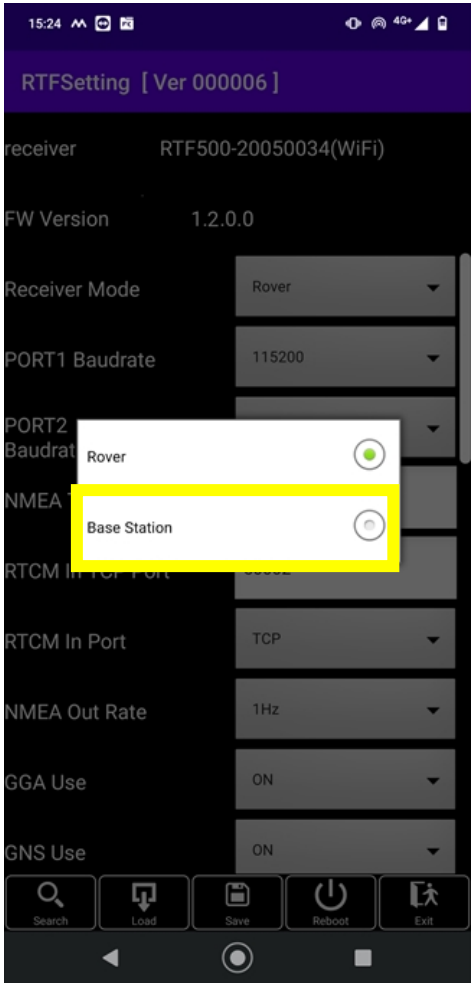 15:24
4G+
RTFSetting [ Ver 000006 ]
receiver RTF500-20050034(WiFi)
FW Version 1.2.0.0
Receiver Mode Rover
PORT1 Baudrate 115200
PORT2
Baudrat
Rover
Base Station
NMEA
RTCM In TCP Port
RTCM In Port TCP
NMEA Out Rate 1Hz
GGA Use ON
GNS Use ON
Search Load Save Reboot Exit